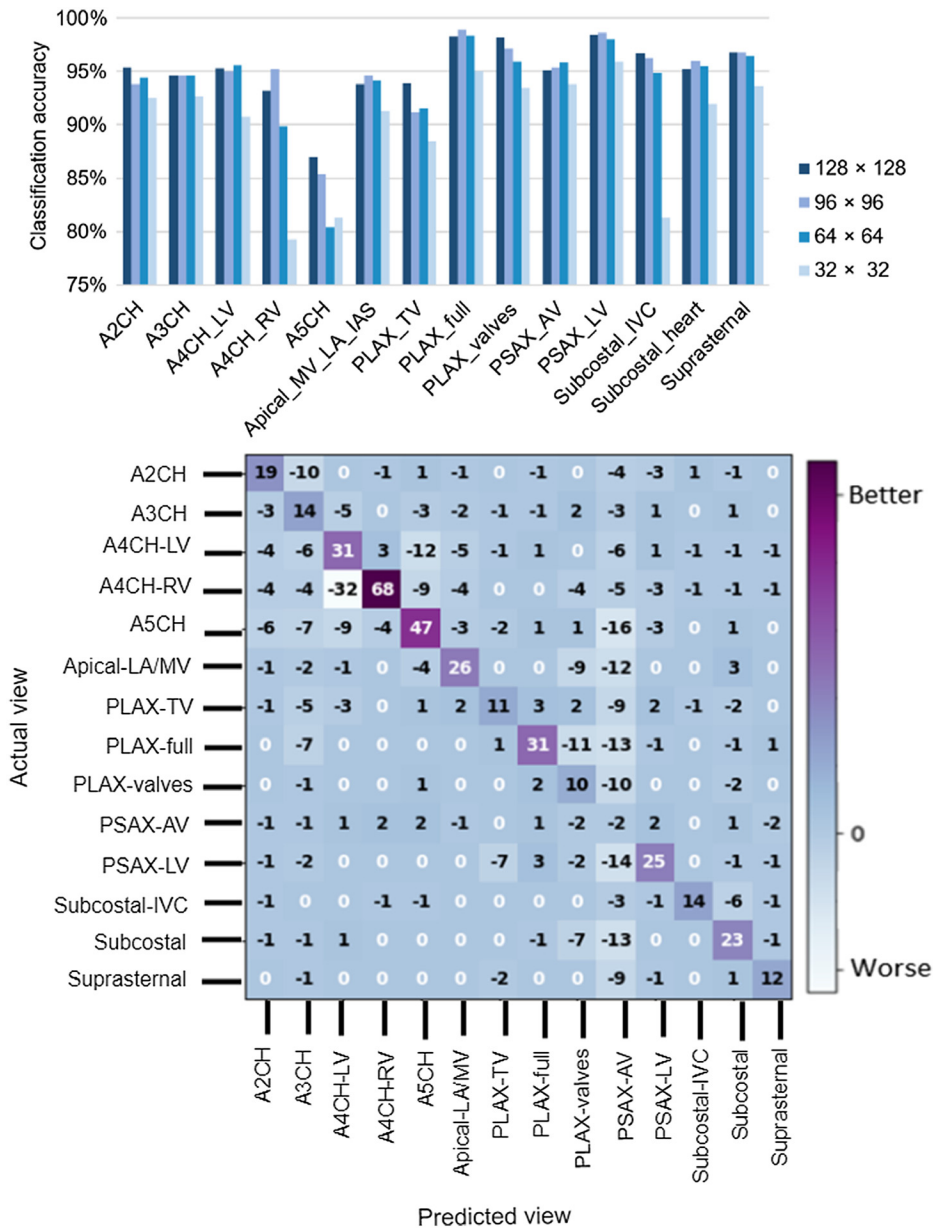 100%
95%
90%
85%
80%
75%
Classification accuracy
A2CH
A3CH
A4CH_LV
A4CH_RV
A5CH
Apical_MV_LA_IAS
PLAX_TV
PLAX_full
PLAX_valves
PSAX_AV
PSAX_LV
Subcostal_IVC
Subcostal_heart
Suprasternal
128 × 128
96 × 96
64 × 64
32 × 32
Actual view
A2CH 19 -10 0 -1 1 -1 0 -1 0 -4 -3 1 -1 0
A3CH -3 14 -5 0 -3 -2 -1 -1 2 -3 1 0 1 0
A4CH-LV -4 -6 31 3 -12 -5 -1 1 0 -6 1 -1 -1 -1
A4CH-RV -4 -4 -32 68 -9 -4 0 0 -4 -5 -3 -1 -1 -1
A5CH -6 -7 -9 -4 47 -3 -2 1 1 -16 -3 0 1 0
Apical-LA/MV -1 -2 -1 0 -4 26 0 0 -9 -12 0 0 3 0
PLAX-TV -1 -5 -3 0 1 2 11 3 2 -9 2 -1 -2 0
PLAX-full 0 -7 0 0 0 0 1 31 -11 -13 -1 0 -1 1
PLAX-valves 0 -1 0 0 1 0 0 2 10 -10 0 0 -2 0
PSAX-AV -1 -1 1 2 2 -1 0 1 -2 -2 2 0 1 -2
PSAX-LV -1 -2 0 0 0 0 -7 3 -2 -14 25 0 -1 -1
Subcostal-IVC -1 0 0 -1 -1 0 0 0 0 -3 -1 14 -6 -1
Subcostal -1 -1 1 0 0 0 0 -1 -7 -13 0 0 23 -1
Suprasternal 0 -1 0 0 0 0 -2 0 0 -9 -1 0 1 12
Better
0
Worse
A2CH
A3CH
A4CH-LV
A4CH-RV
A5CH
Apical-LA/MV
PLAX-TV
PLAX-full
PLAX-valves
PSAX-AV
PSAX-LV
Subcostal-IVC
Subcostal
Suprasternal
Predicted view